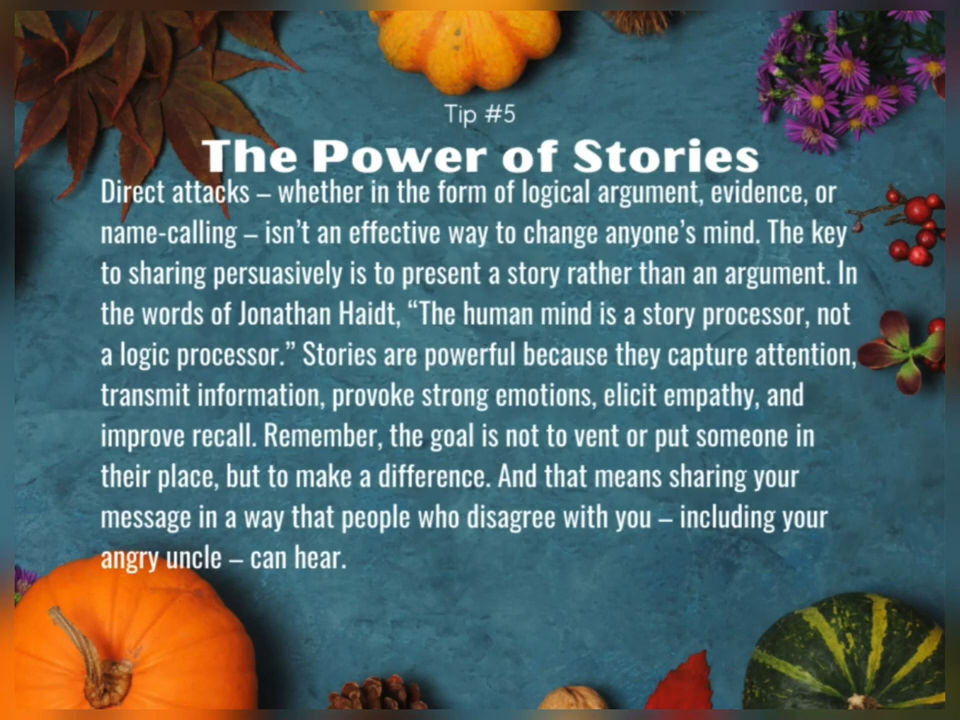 Tip #5
The Power of Stories
Direct attacks – whether in the form of logical argument, evidence, or
name-calling – isn't an effective way to change anyone's mind. The key
to sharing persuasively is to present a story rather than an argument. In
the words of Jonathan Haidt, “The human mind is a story processor, not
a logic processor.” Stories are powerful because they capture attention,
transmit information, provoke strong emotions, elicit empathy, and
improve recall. Remember, the goal is not to vent or put someone in
their place, but to make a difference. And that means sharing your
message in a way that people who disagree with you – including your
angry uncle – can hear.